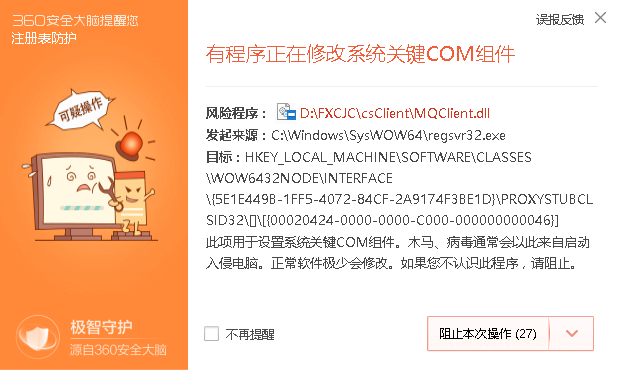 360安全大脑提醒您
注册表防护
误报反馈
有程序正在修改系统关键COM组件
可疑操作
风险程序： D:\FXCJC\csClient\MQClient.dll
发起来源：C:\Windows\SysWOW64\regsvr32.exe
目标：HKEY_LOCAL_MACHINE\SOFTWARE\CLASSES
\WOW6432NODE\INTERFACE
\{5E1E449B-1FF5-4072-84CF-2A9174F3BE1D}\PROXYSTUBCL
SID32\[]\[{00020424-0000-0000-C000-000000000046}]
此项用于设置系统关键COM组件。木马、病毒通常会以此来自启动
入侵电脑。正常软件极少会修改。如果您不认识此程序，请阻止。
极智守护
源自360安全大脑
不再提醒
阻止本次操作 (27)